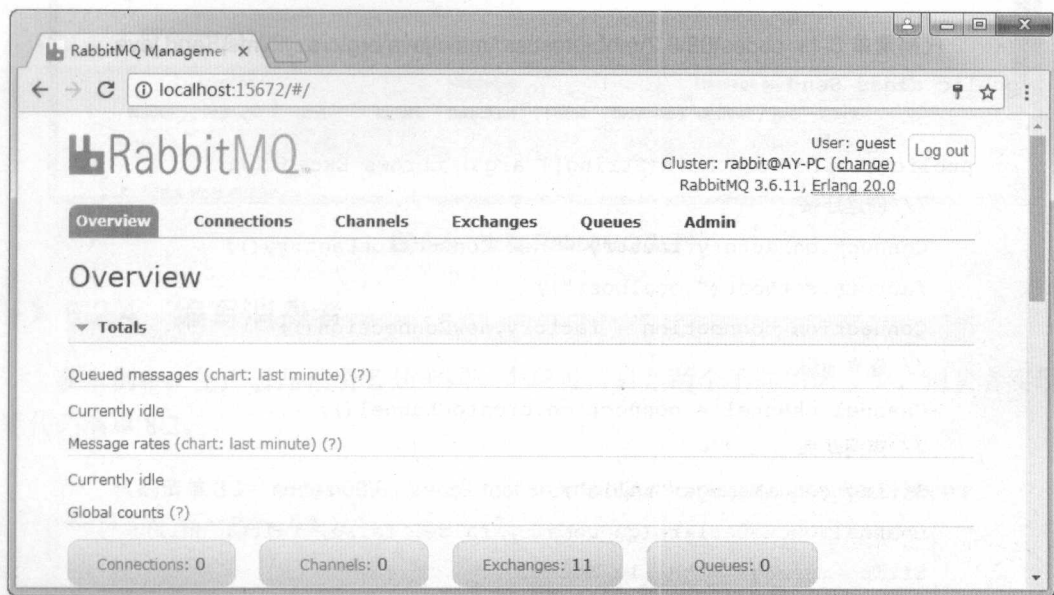 RabbitMQ Manageme
localhost:15672/#/
RabbitMQ
User: guest
Log out
Cluster: rabbit@AY-PC (change)
RabbitMQ 3.6.11, Erlang 20.0
Overview Connections Channels Exchanges Queues Admin
Overview
Totals
Queued messages (chart: last minute) (?)
Currently idle
Message rates (chart: last minute) (?)
Currently idle
Global counts (?)
Connections: 0 Channels: 0 Exchanges: 11 Queues: 0